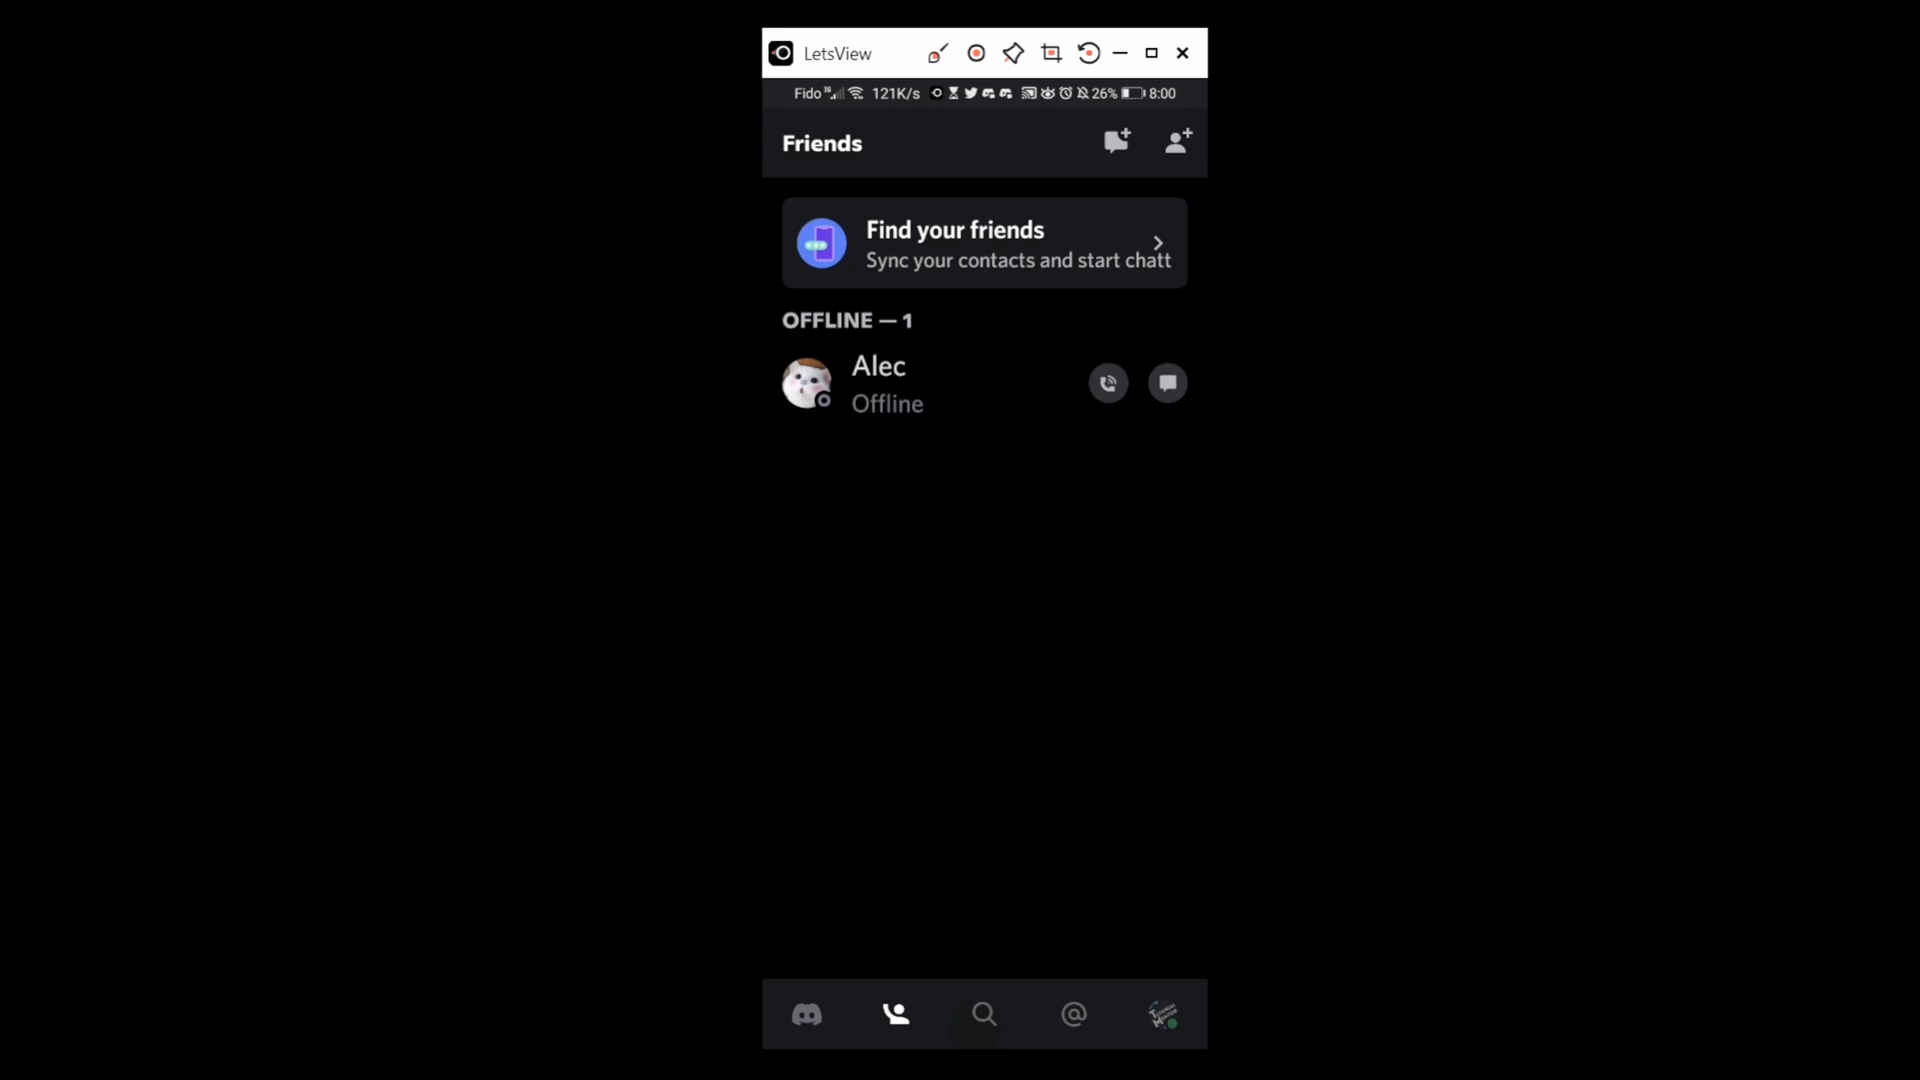 LetsView
Fido 121K/s 26% 8:00
Friends
Find your friends
Sync your contacts and start chatt
OFFLINE — 1
Alec
Offline